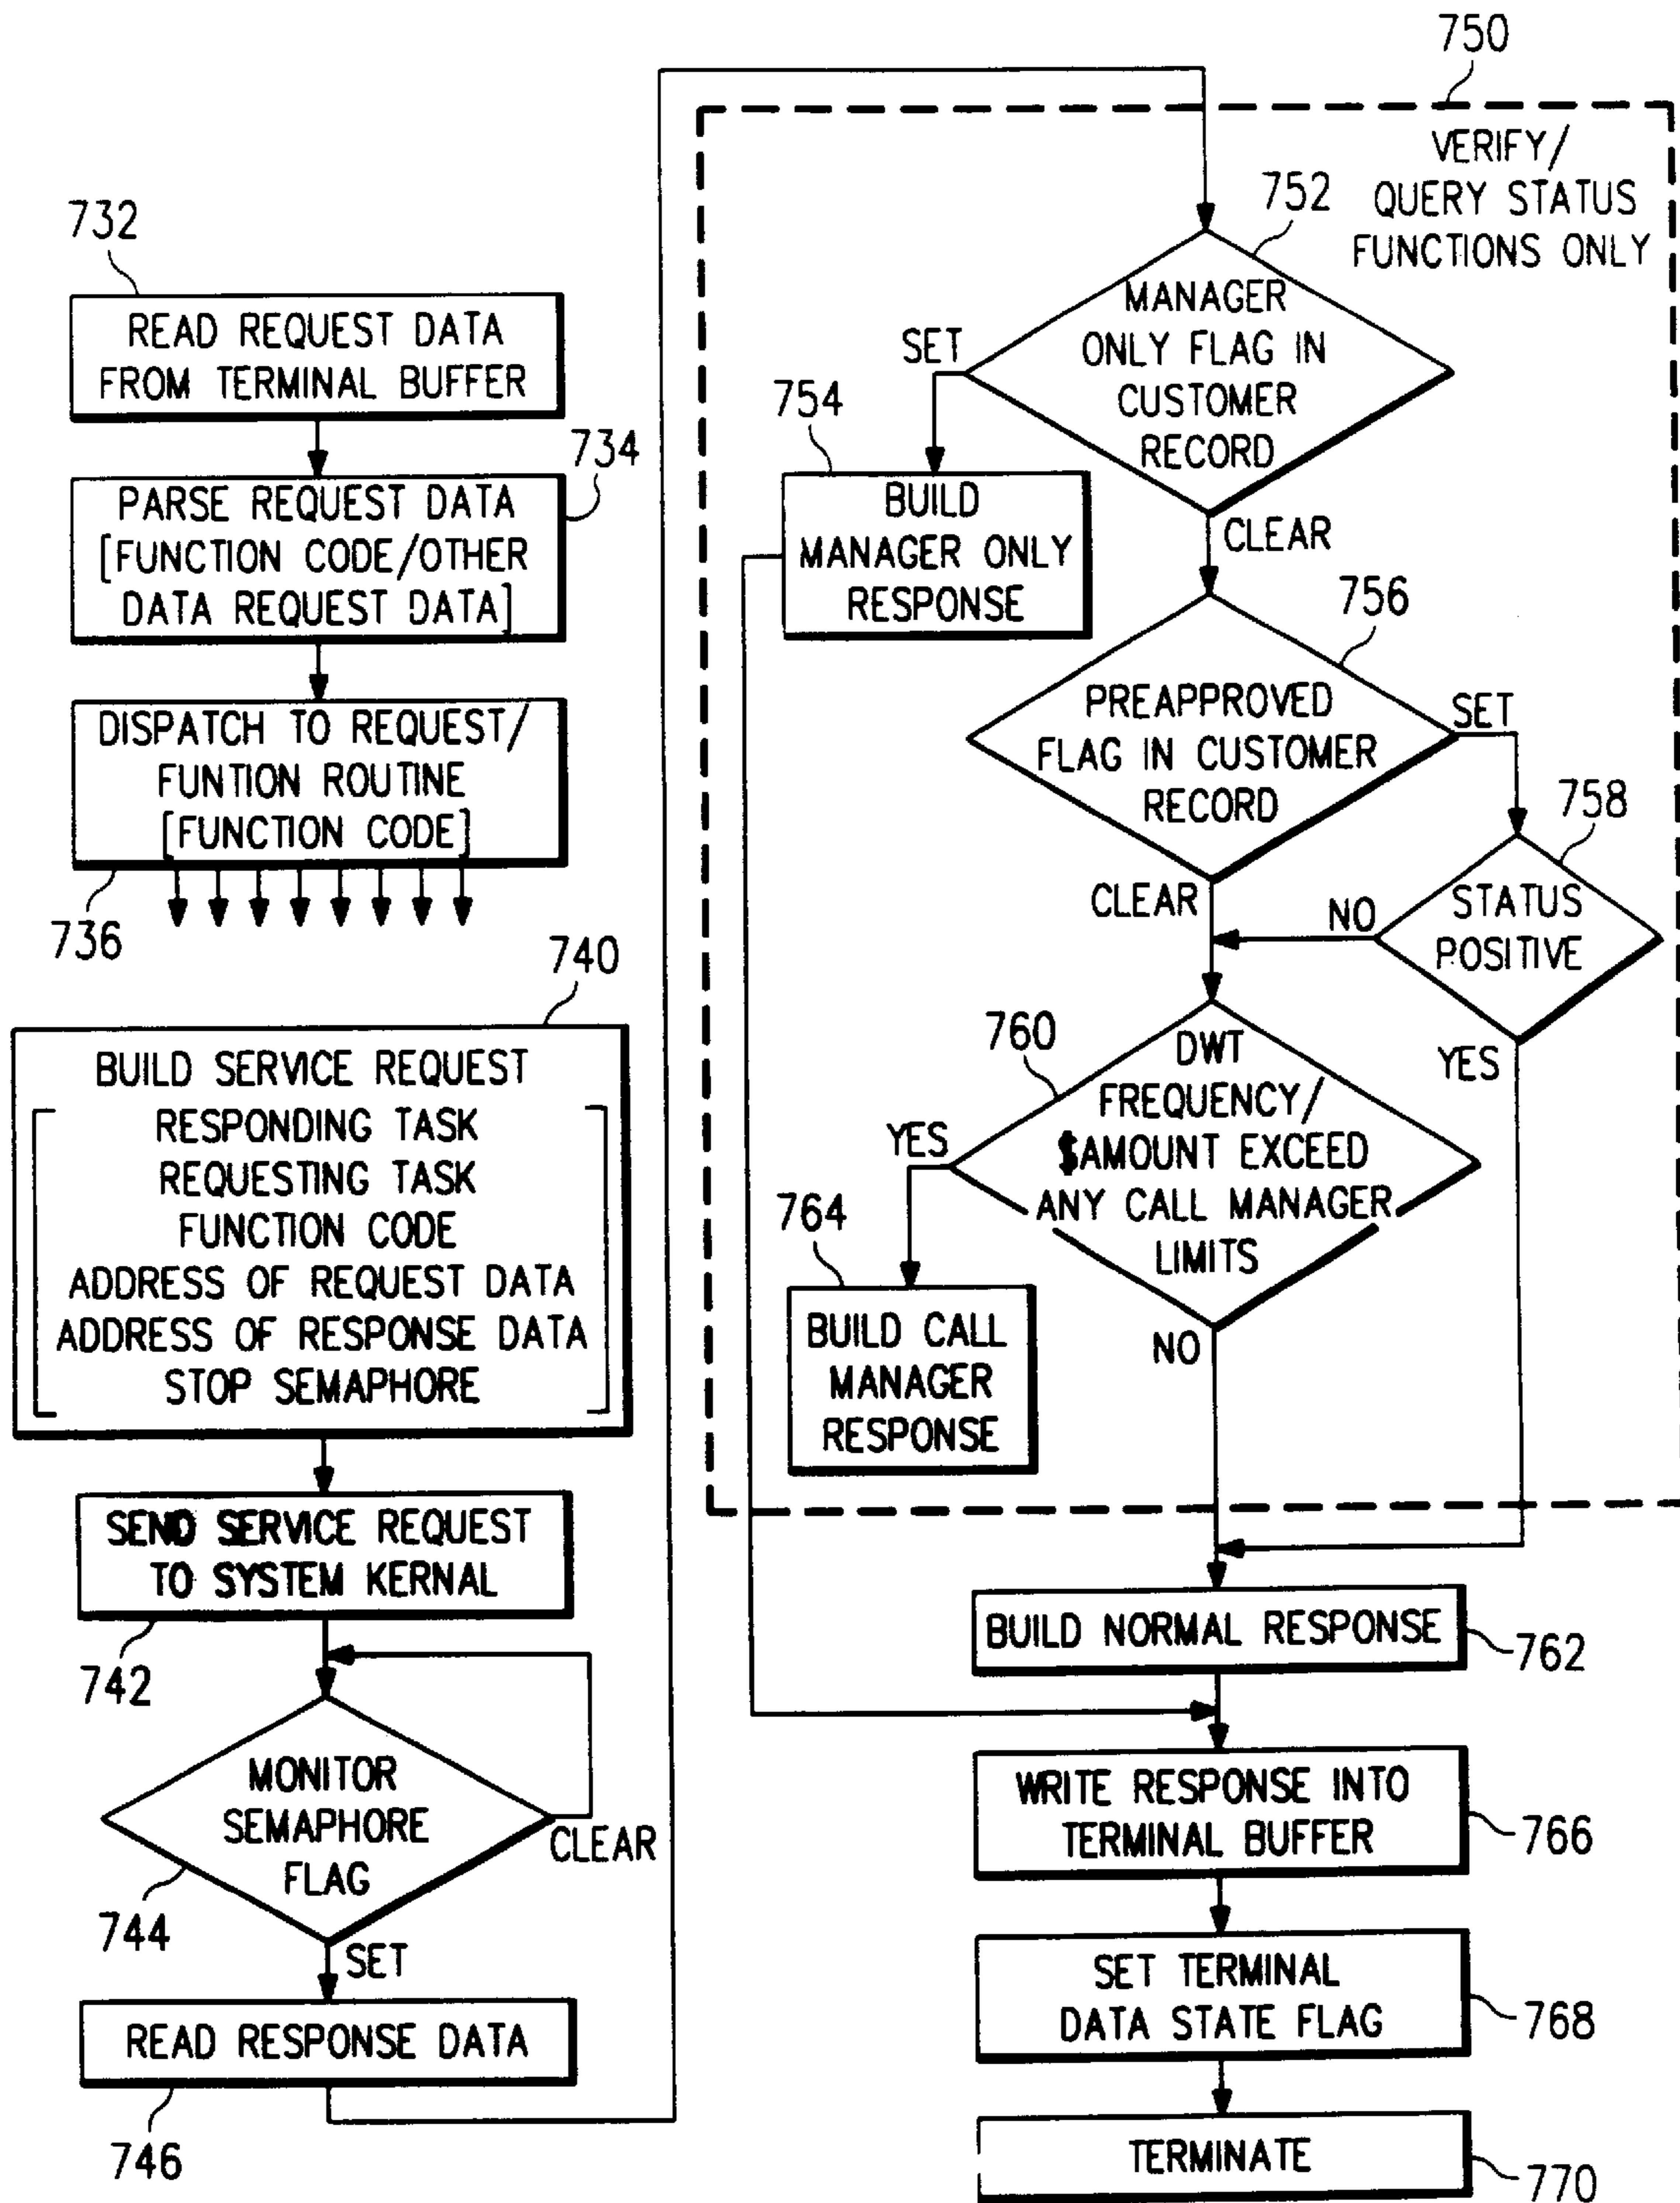 732
READ REQUEST DATA
FROM TERMINAL BUFFER
734
PARSE REQUEST DATA
[FUNCTION CODE/OTHER
DATA REQUEST DATA]
DISPATCH TO REQUEST/
FUNTION ROUTINE
[FUNCTION CODE]
736
740
BUILD SERVICE REQUEST
RESPONDING TASK
REQUESTING TASK
FUNCTION CODE
ADDRESS OF REQUEST DATA
ADDRESS OF RESPONSE DATA
STOP SEMAPHORE
SEND SERVICE REQUEST
TO SYSTEM KERNAL
742
MONITOR
SEMAPHORE
FLAG
CLEAR
744
SET
READ RESPONSE DATA
746
750
VERIFY/
QUERY STATUS
FUNCTIONS ONLY
752
MANAGER
ONLY FLAG IN
CUSTOMER
RECORD
SET
754
BUILD
MANAGER ONLY
RESPONSE
CLEAR
756
PREAPPROVED
FLAG IN CUSTOMER
RECORD
SET
758
STATUS
POSITIVE
CLEAR
NO
YES
760
DWT
FREQUENCY/
$AMOUNT EXCEED
ANY CALL MANAGER
LIMITS
YES
764
BUILD CALL
MANAGER
RESPONSE
NO
BUILD NORMAL RESPONSE
762
WRITE RESPONSE INTO
TERMINAL BUFFER
766
SET TERMINAL
DATA STATE FLAG
768
TERMINATE
770